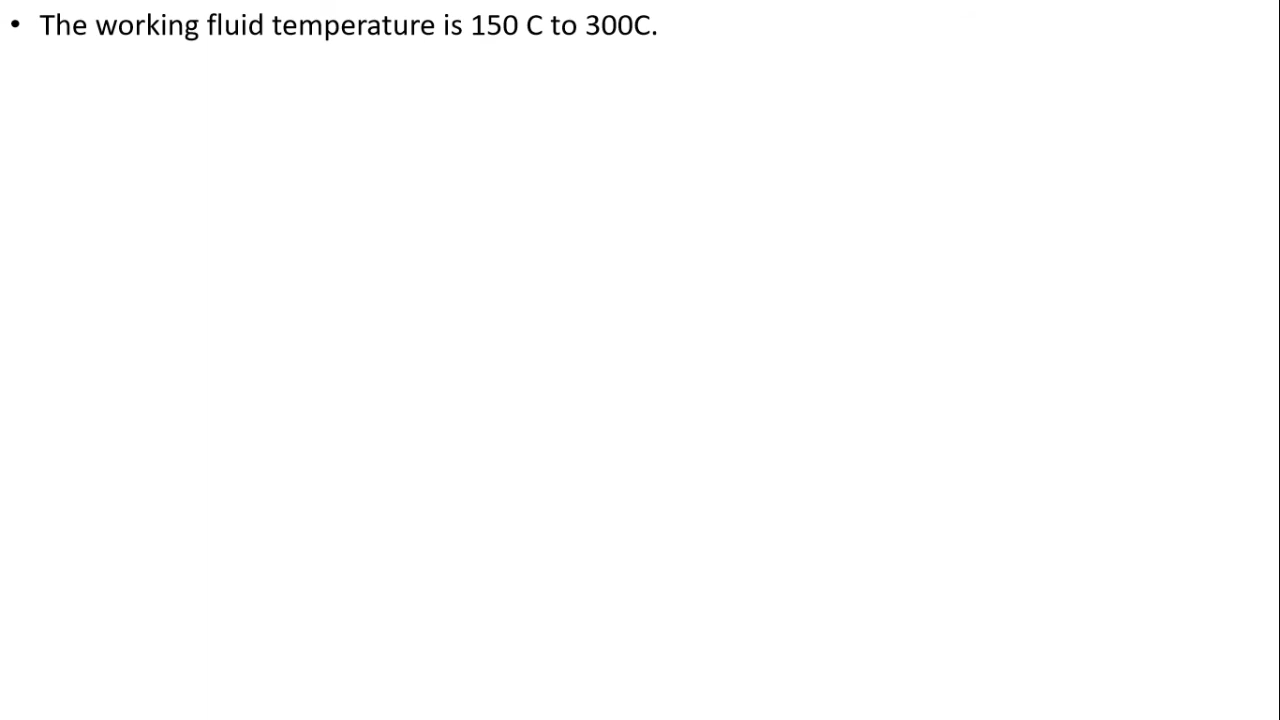 • The working fluid temperature is 150 C to 300C.